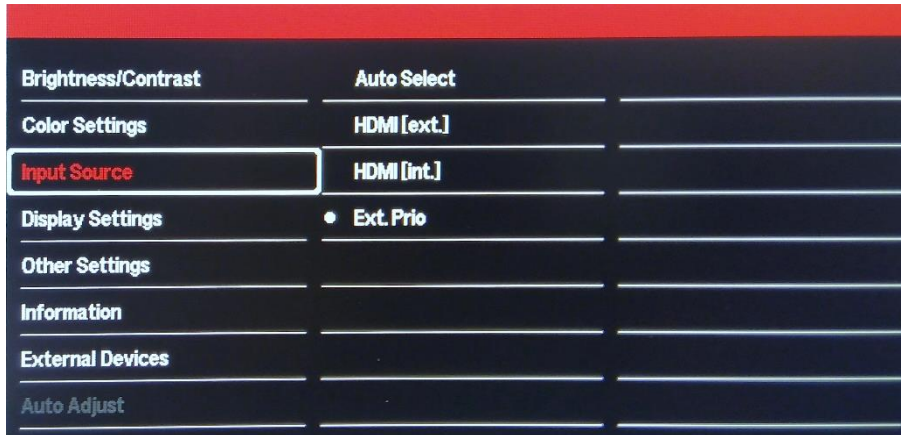 Brightness/Contrast
Auto Select
Color Settings
HDMI [ext.]
Input Source
HDMI [int.]
Display Settings
Ext. Prio
Other Settings
Information
External Devices
Auto Adjust